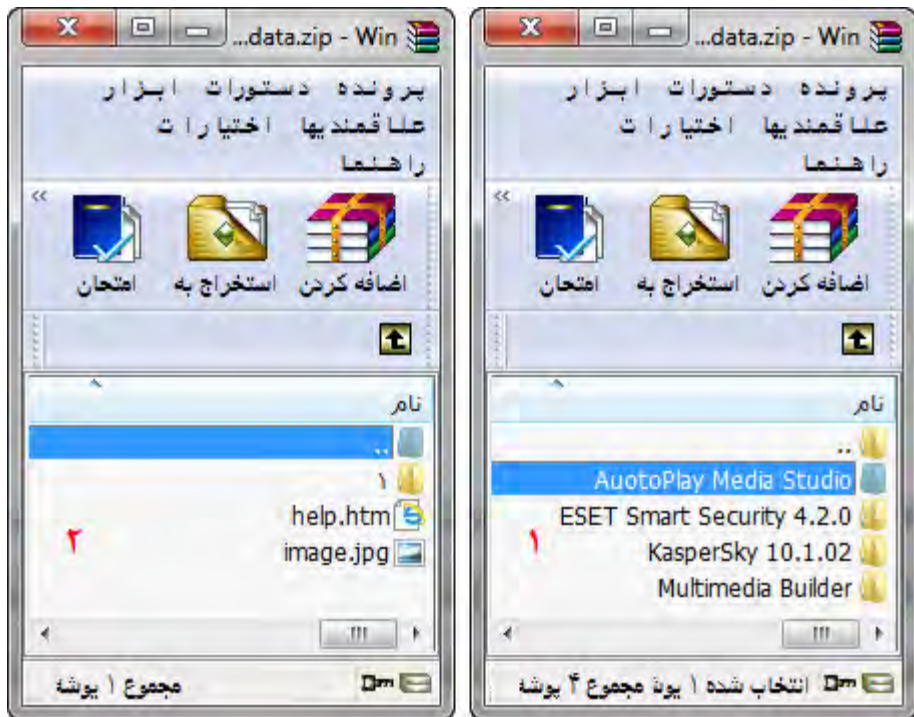 ...data.zip - Win
پرونده دستورات ابزار
علاقمندیها اختیارات
راهنما
اضافه کردن استخراج به امتحان
نام
..
AuotoPlay Media Studio
ESET Smart Security 4.2.0
KasperSky 10.1.02
Multimedia Builder
۱
انتخاب شده ۱ پوشه مجموع ۴ پوشه
...data.zip - Win
پرونده دستورات ابزار
علاقمندیها اختیارات
راهنما
اضافه کردن استخراج به امتحان
نام
..
۱
help.htm
image.jpg
۲
مجموع ۱ پوشه